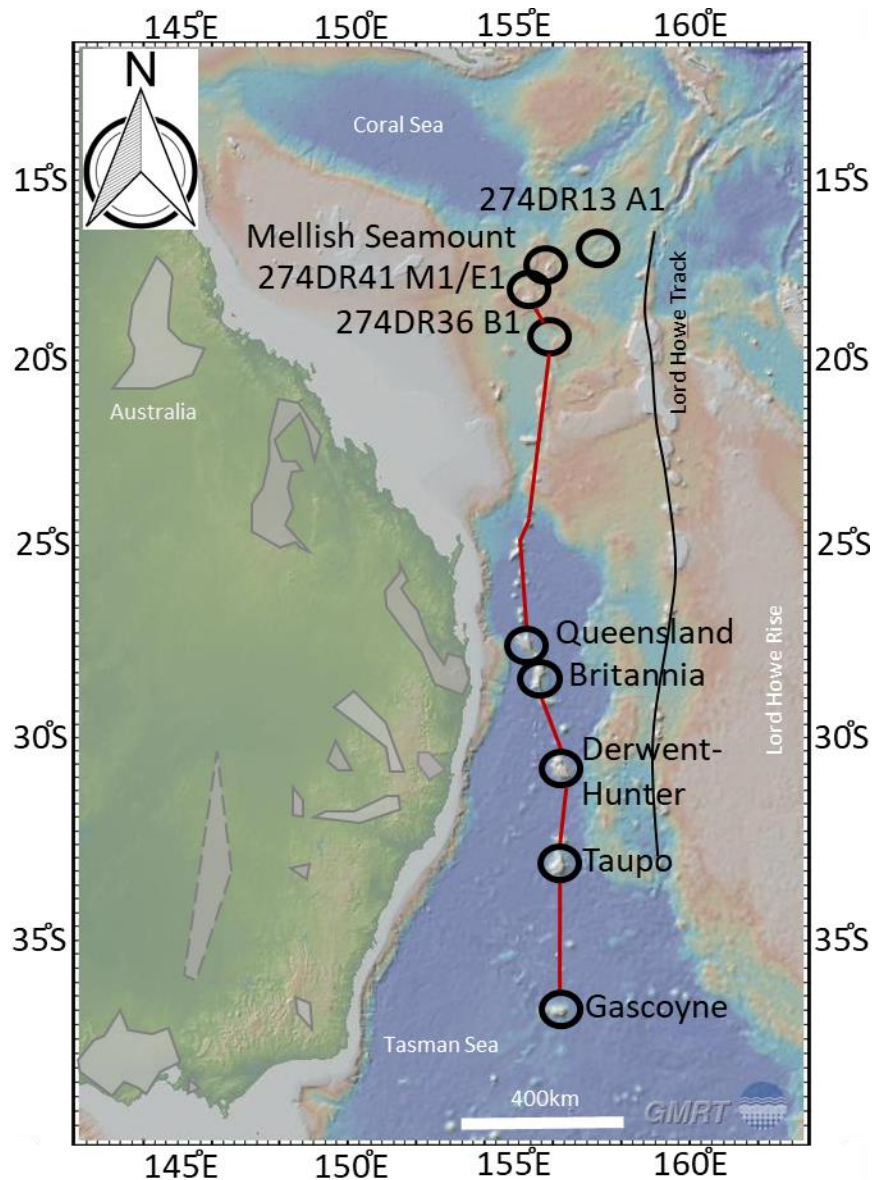 145°E 150°E 155°E 160°E
N
Coral Sea
15°S 15°S
274DR13 A1
Mellish Seamount
274DR41 M1/E1
274DR36 B1
20°S 20°S
Lord Howe Track
Australia
25°S 25°S
Queensland
Britannia
Lord Howe Rise
30°S 30°S
Derwent-
Hunter
Taupo
35°S 35°S
Gascoyne
Tasman Sea
400km
GMRT
145°E 150°E 155°E 160°E